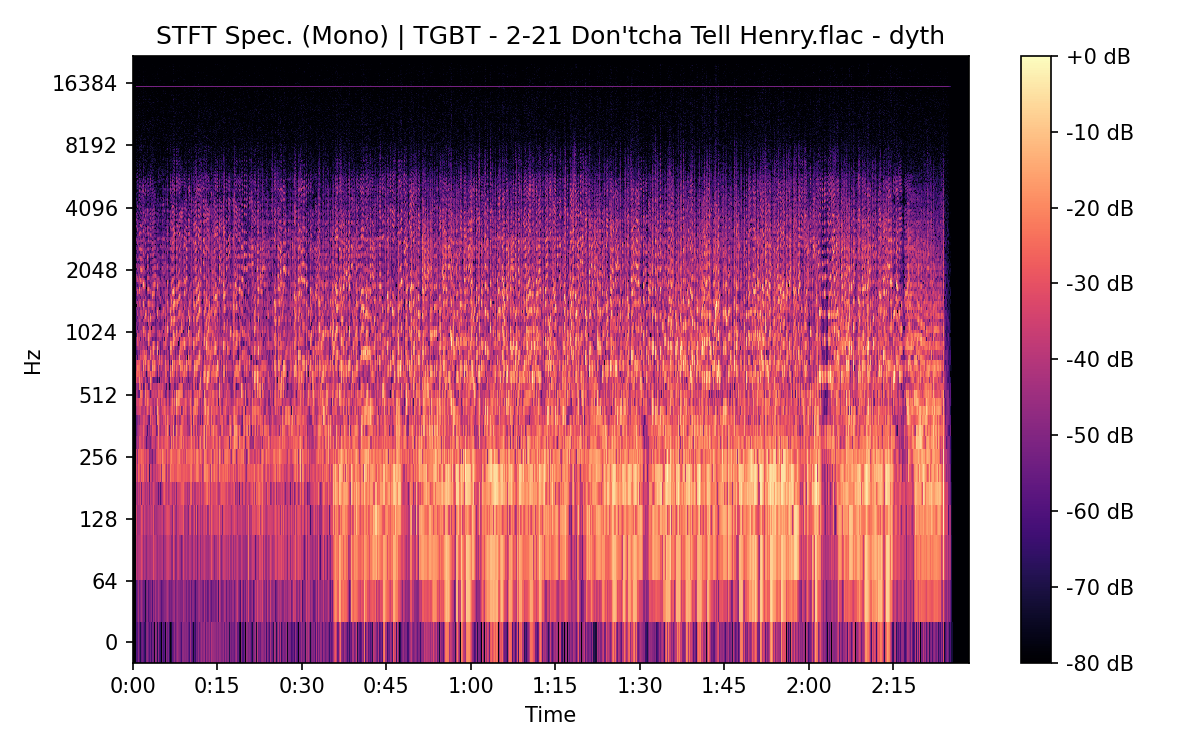 STFT Spec. (Mono) | TGBT - 2-21 Don'tcha Tell Henry.flac - dyth
Hz
16384
8192
4096
2048
1024
512
256
128
64
0
0:00 0:15 0:30 0:45 1:00 1:15 1:30 1:45 2:00 2:15
Time
+0 dB
-10 dB
-20 dB
-30 dB
-40 dB
-50 dB
-60 dB
-70 dB
-80 dB